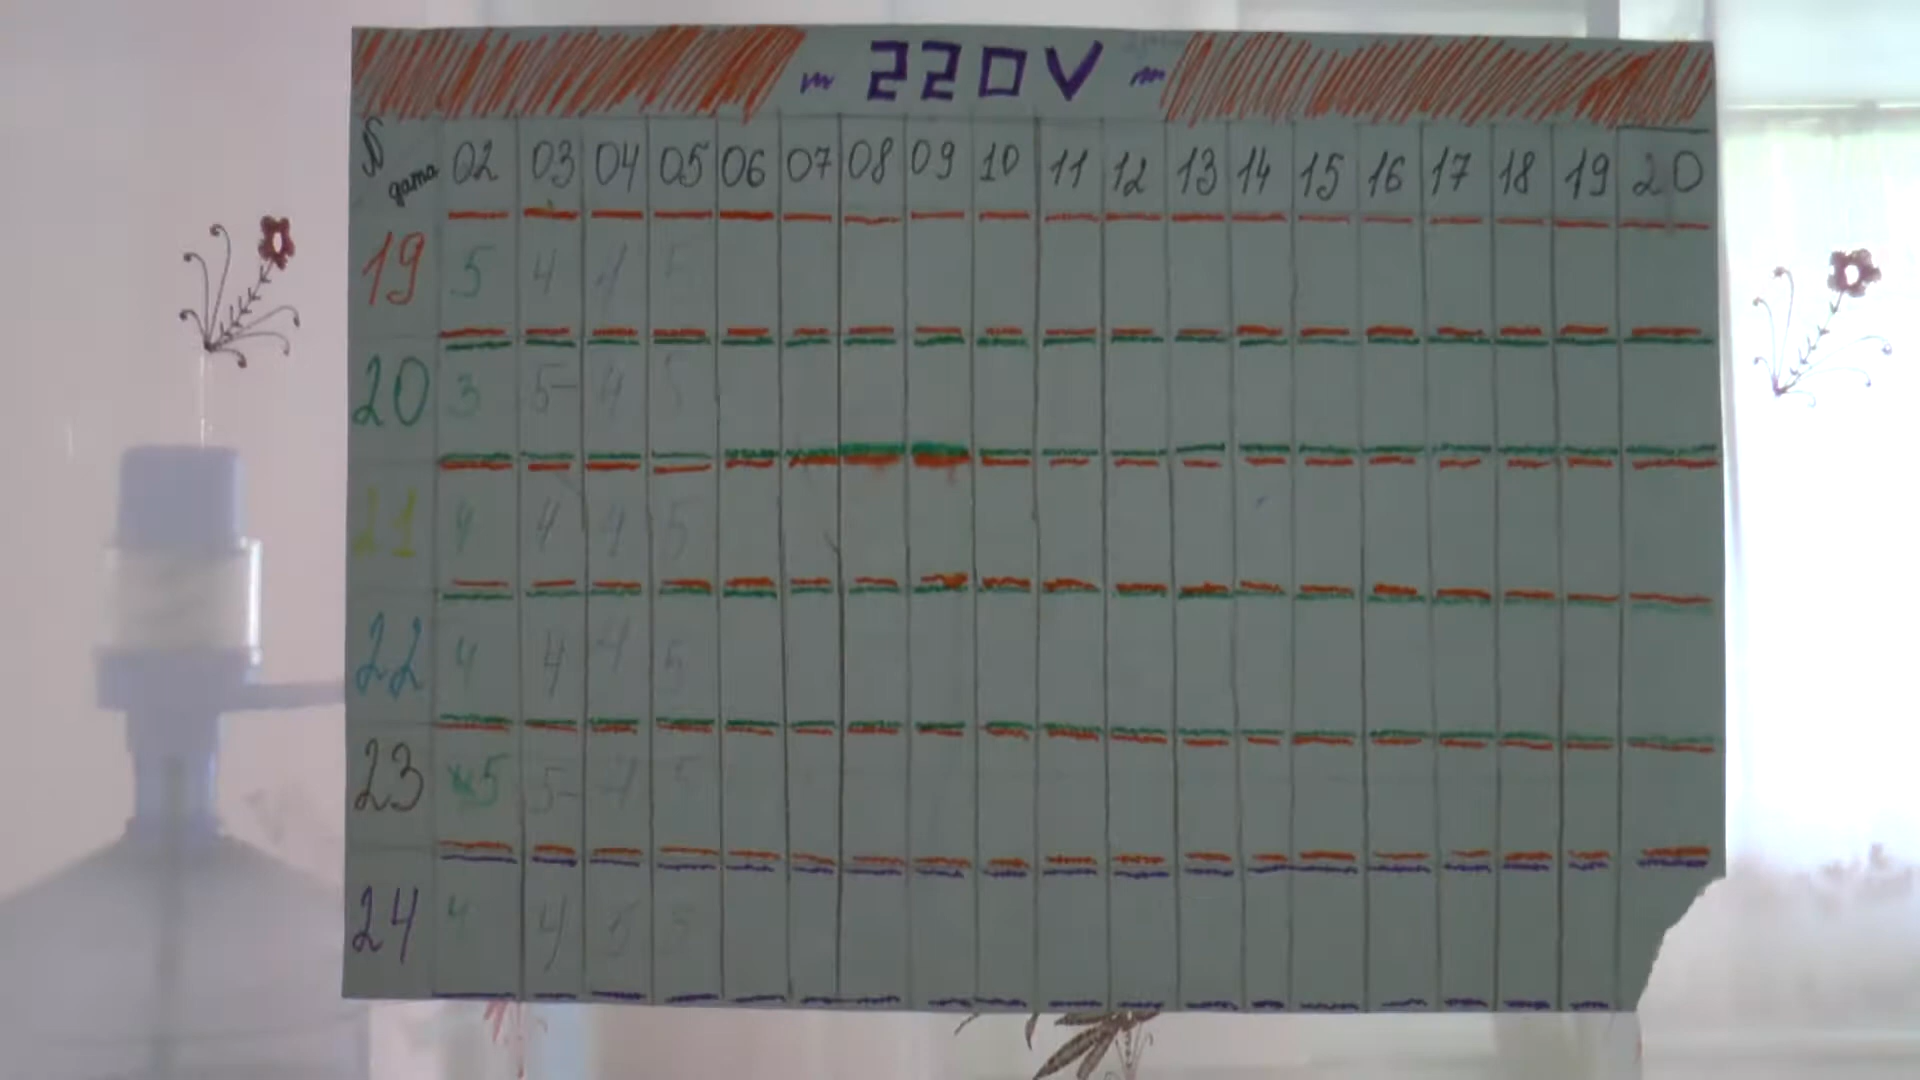 ~ 220V ~
N дата 02 03 04 05 06 07 08 09 10 11 12 13 14 15 16 17 18 19 20
19 5 4 4 5
20 3 5- 4 5
21 4 4 4 5
22 4 4 4 5
23 5 5- 4 5
24 4 4 5 5